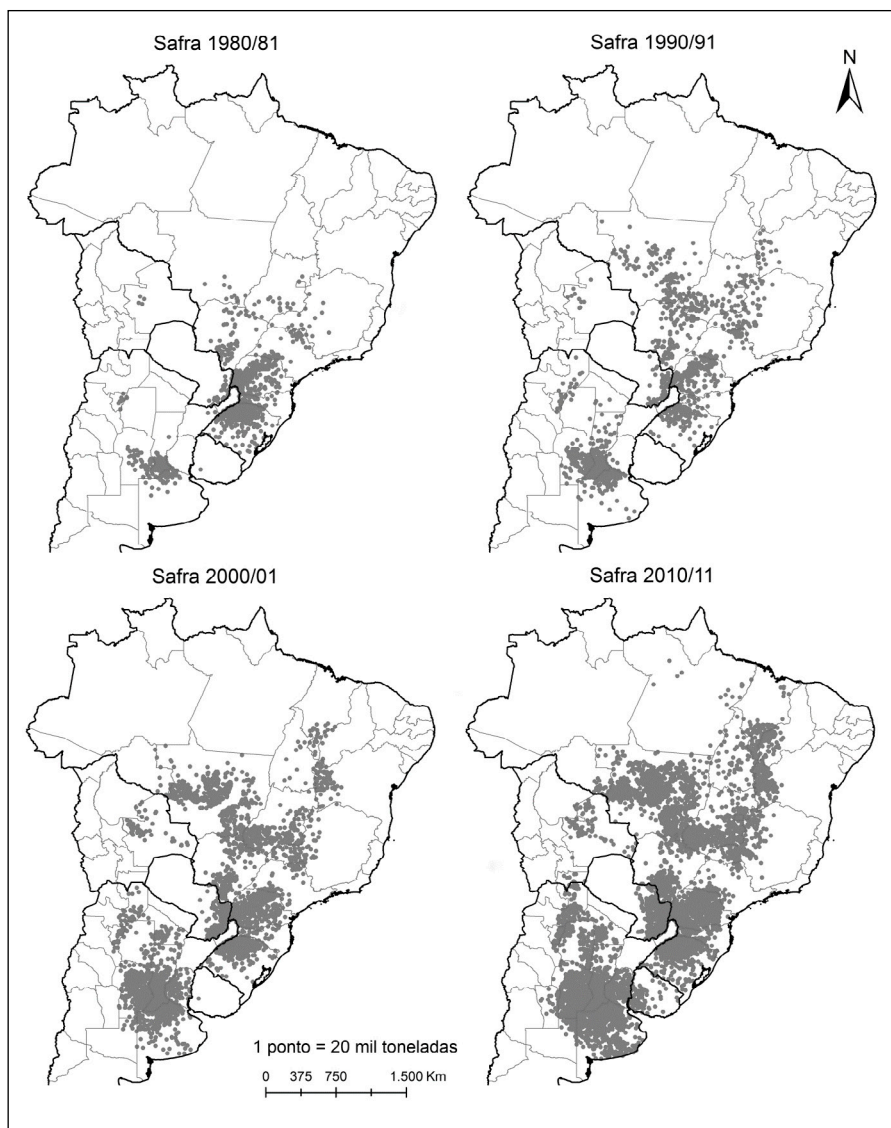 Safra 1980/81
Safra 1990/91
N
Safra 2000/01
Safra 2010/11
1 ponto = 20 mil toneladas
0 375 750 1.500 Km